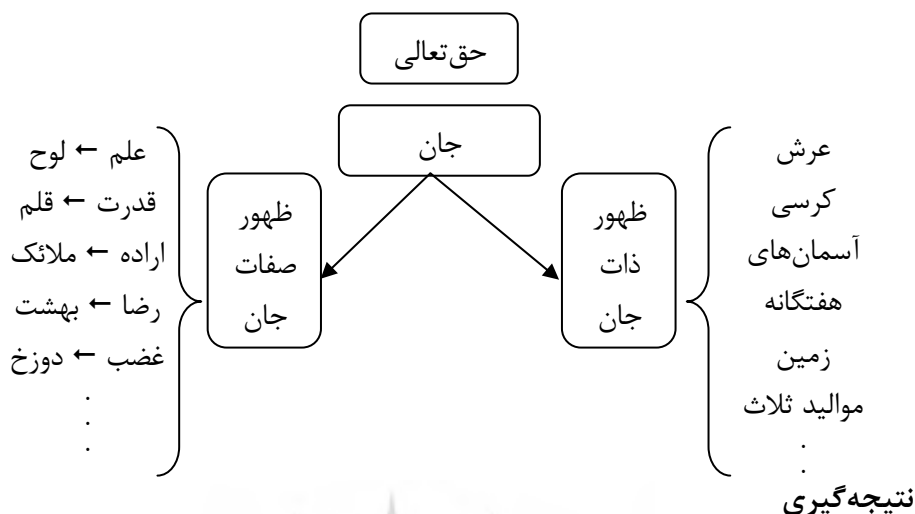 حق‌تعالی
جان
ظهور
ذات
جان
ظهور
صفات
جان
عرش
کرسی
آسمان‌های
هفتگانه
زمین
موالید ثلاث
.
.
علم ← لوح
قدرت ← قلم
اراده ← ملائک
رضا ← بهشت
غضب ← دوزخ
.
.
.
نتیجه‌گیری